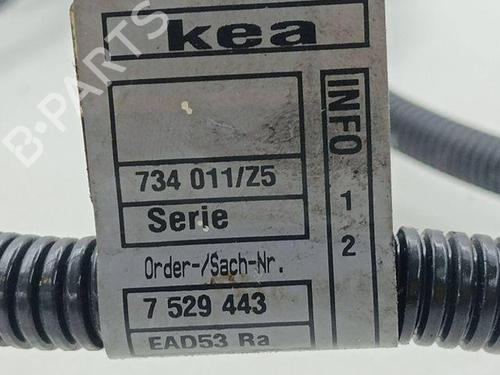 B-PARTS
kea
734 011/Z5
Serie
Order-/Sach-Nr.
7 529 443
EAD53 Ra
INFO
1
2